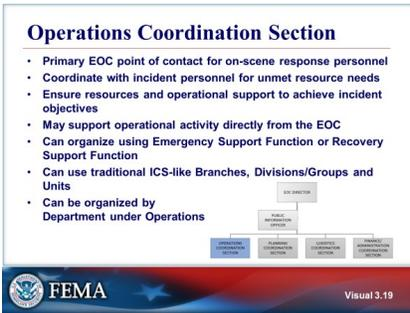 Operations Coordination Section
• Primary EOC point of contact for on-scene response personnel
• Coordinate with incident personnel for unmet resource needs
• Ensure resources and operational support to achieve incident
objectives
• May support operational activity directly from the EOC
• Can organize using Emergency Support Function or Recovery
Support Function
• Can use traditional ICS-like Branches, Divisions/Groups and
Units
• Can be organized by
Department under Operations
EOC DIRECTOR
PUBLIC
INFORMATION
OFFICER
OPERATIONS
COORDINATION
SECTION
PLANNING
COORDINATION
SECTION
LOGISTICS
COORDINATION
SECTION
FINANCE/
ADMINISTRATION
COORDINATION
SECTION
FEMA
Visual 3.19